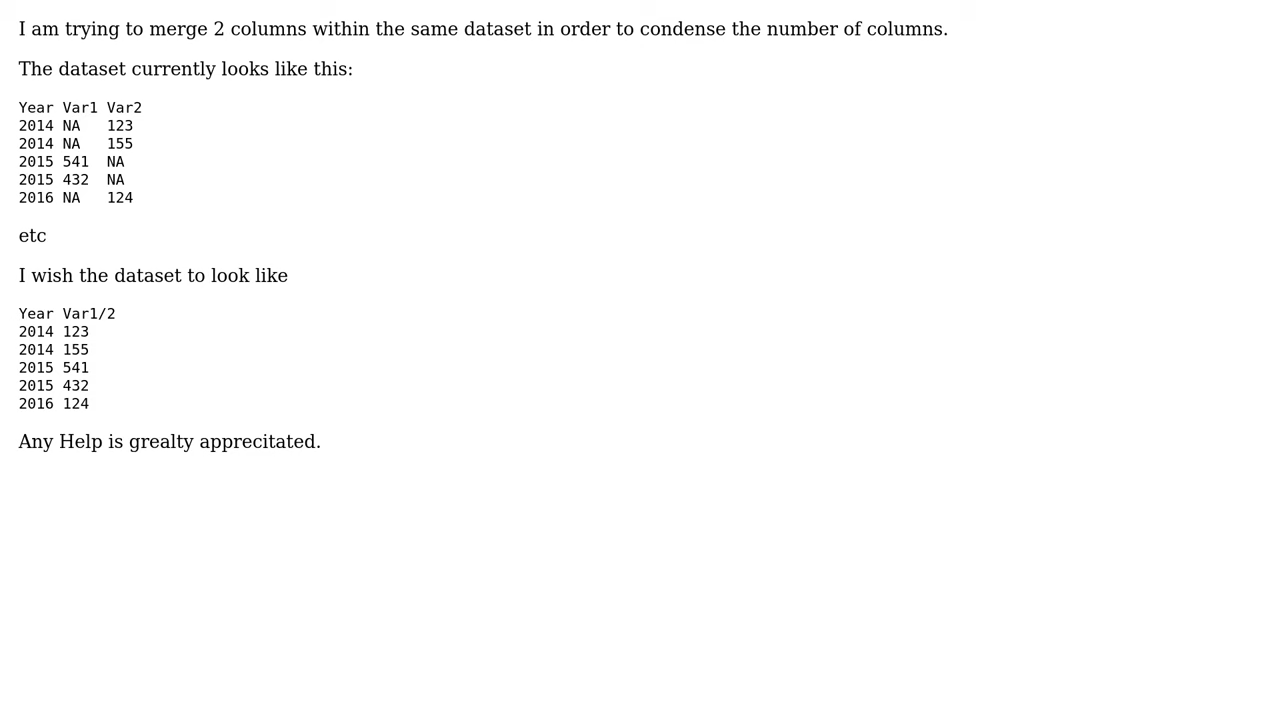 I am trying to merge 2 columns within the same dataset in order to condense the number of columns.
The dataset currently looks like this:
Year Var1 Var2
2014 NA   123
2014 NA   155
2015 541  NA
2015 432  NA
2016 NA   124
etc
I wish the dataset to look like
Year Var1/2
2014 123
2014 155
2015 541
2015 432
2016 124
Any Help is grealty apprecitated.